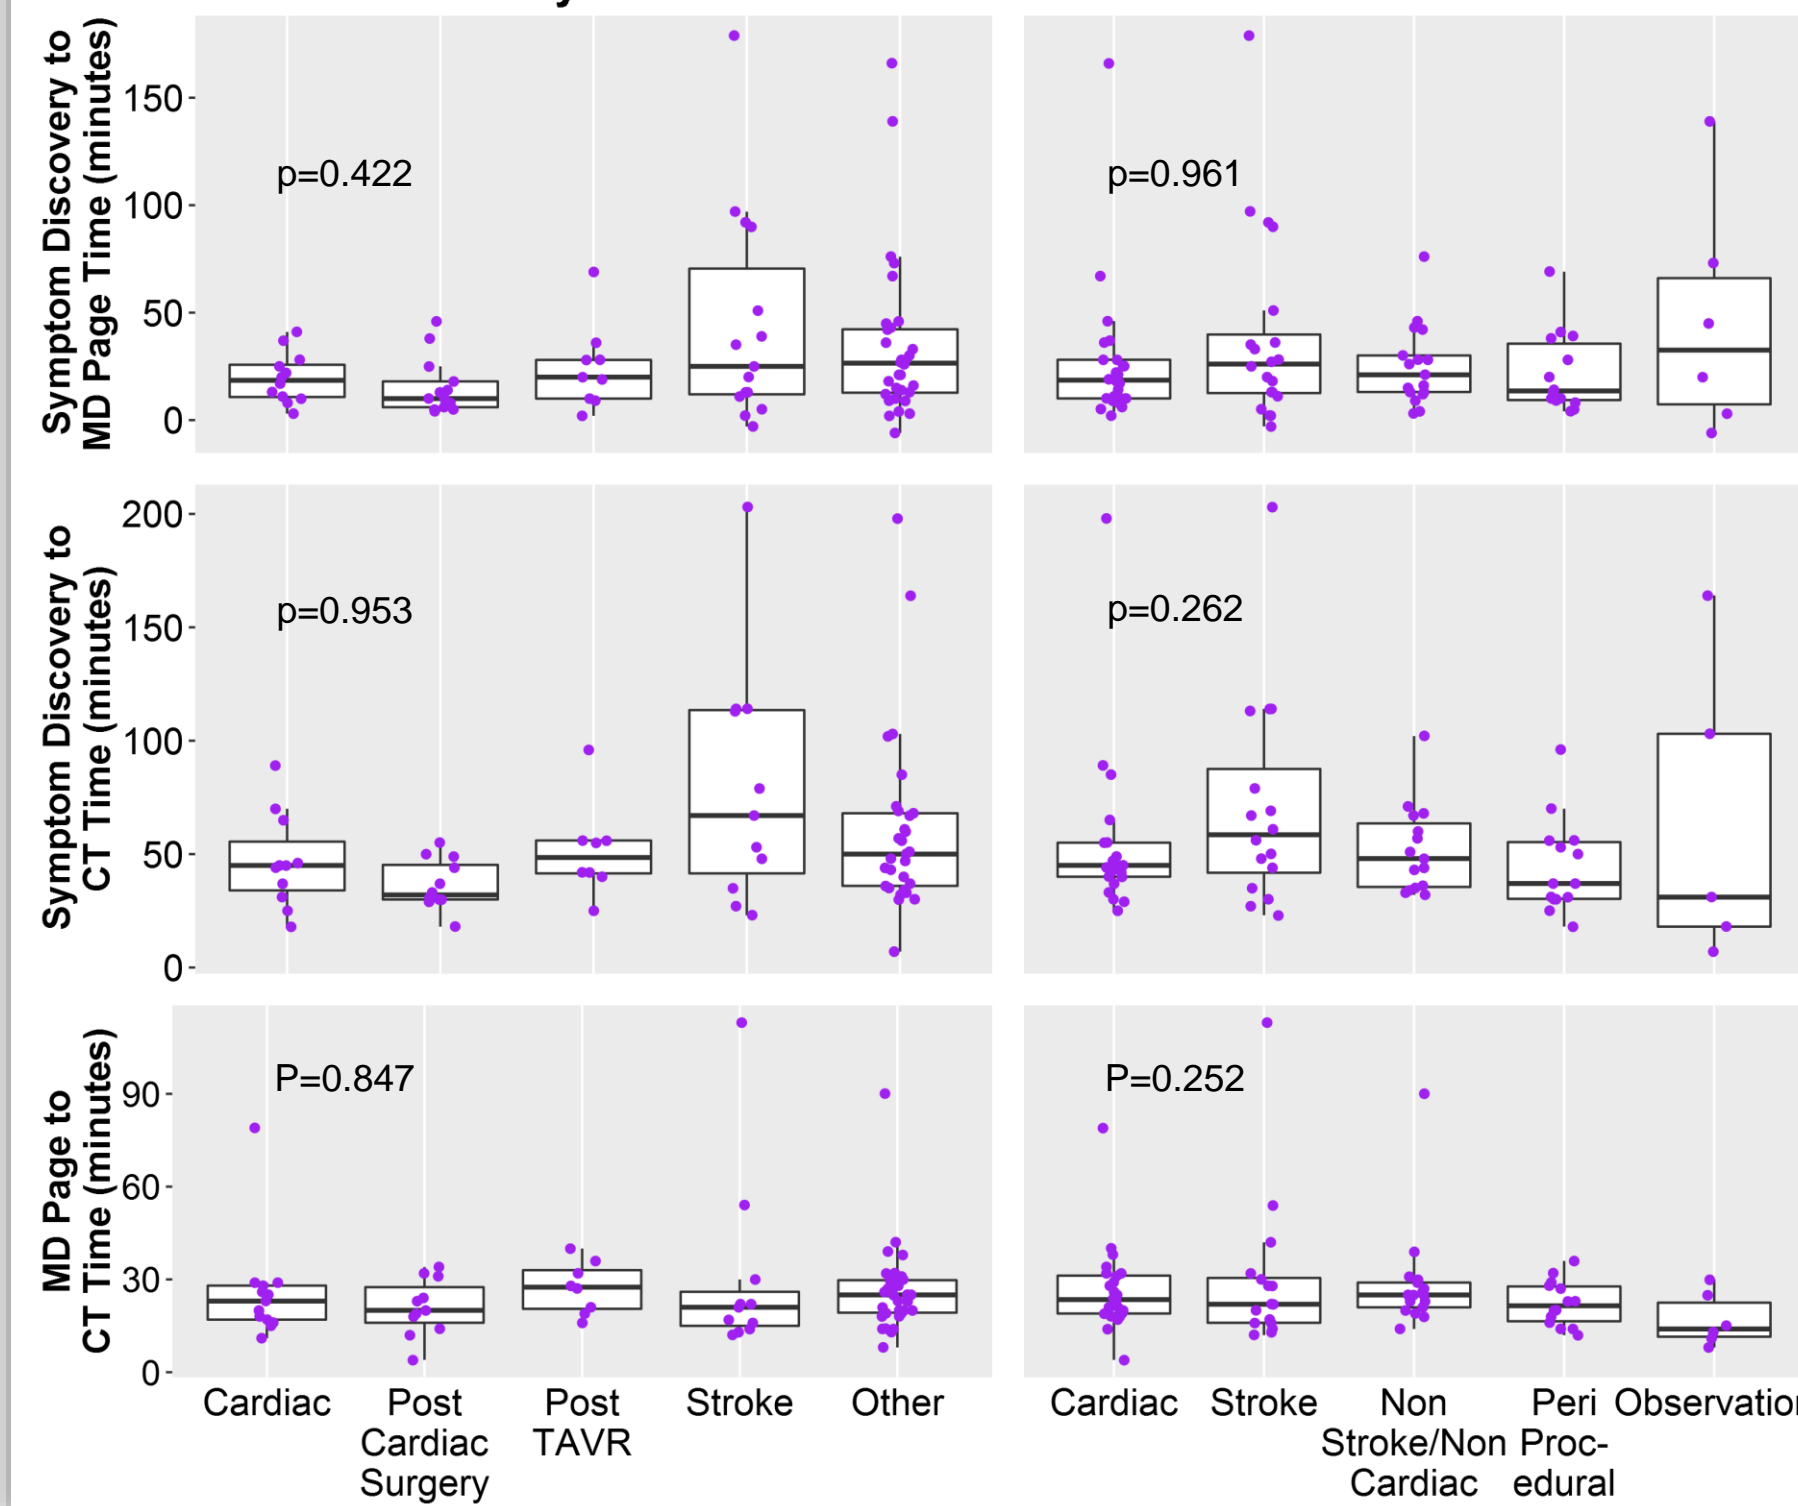 Symptom Discovery to
MD Page Time (minutes)
150
100
50
0
p=0.422
p=0.961
Symptom Discovery to
CT Time (minutes)
200
150
100
50
0
p=0.953
p=0.262
MD Page to
CT Time (minutes)
90
60
30
0
P=0.847
P=0.252
Cardiac
Post
Cardiac
Surgery
Post
TAVR
Stroke
Other
Cardiac
Stroke
Non
Stroke/Non
Cardiac
Peri
Proc-
edural
Observation